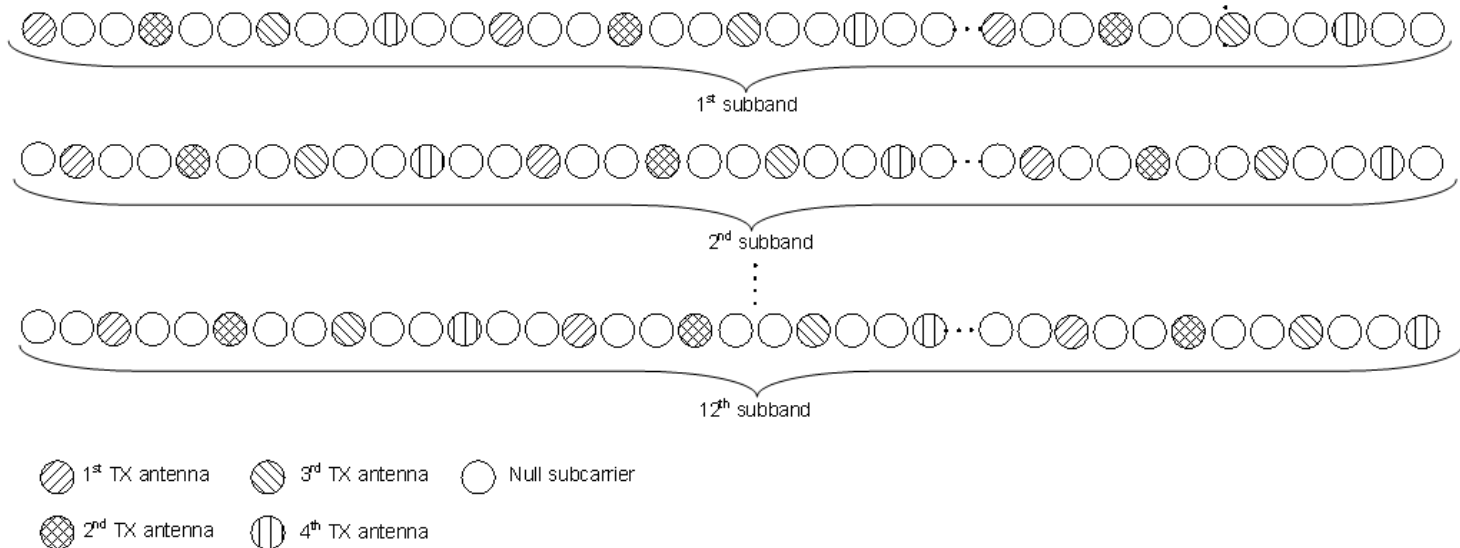 1st subband
2nd subband
12th subband
1st TX antenna
3rd TX antenna
Null subcarrier
2nd TX antenna
4th TX antenna